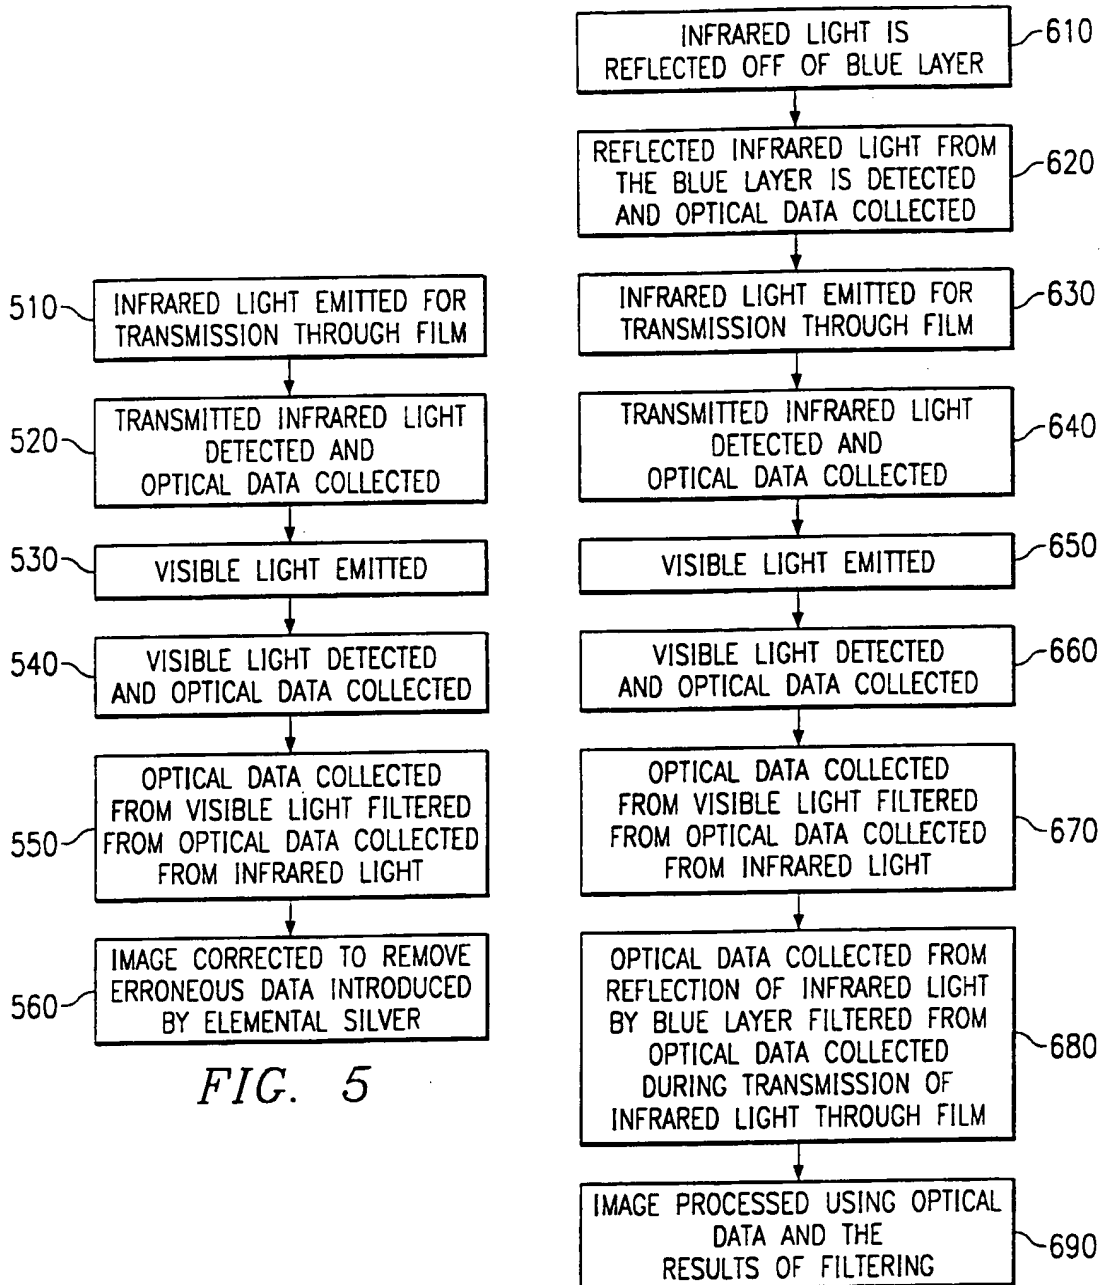 510
INFRARED LIGHT EMITTED FOR
TRANSMISSION THROUGH FILM
520
TRANSMITTED INFRARED LIGHT
DETECTED AND
OPTICAL DATA COLLECTED
530
VISIBLE LIGHT EMITTED
540
VISIBLE LIGHT DETECTED
AND OPTICAL DATA COLLECTED
550
OPTICAL DATA COLLECTED
FROM VISIBLE LIGHT FILTERED
FROM OPTICAL DATA COLLECTED
FROM INFRARED LIGHT
560
IMAGE CORRECTED TO REMOVE
ERRONEOUS DATA INTRODUCED
BY ELEMENTAL SILVER
FIG. 5
INFRARED LIGHT IS
REFLECTED OFF OF BLUE LAYER
610
REFLECTED INFRARED LIGHT FROM
THE BLUE LAYER IS DETECTED
AND OPTICAL DATA COLLECTED
620
INFRARED LIGHT EMITTED FOR
TRANSMISSION THROUGH FILM
630
TRANSMITTED INFRARED LIGHT
DETECTED AND
OPTICAL DATA COLLECTED
640
VISIBLE LIGHT EMITTED
650
VISIBLE LIGHT DETECTED
AND OPTICAL DATA COLLECTED
660
OPTICAL DATA COLLECTED
FROM VISIBLE LIGHT FILTERED
FROM OPTICAL DATA COLLECTED
FROM INFRARED LIGHT
670
OPTICAL DATA COLLECTED FROM
REFLECTION OF INFRARED LIGHT
BY BLUE LAYER FILTERED FROM
OPTICAL DATA COLLECTED
DURING TRANSMISSION OF
INFRARED LIGHT THROUGH FILM
680
IMAGE PROCESSED USING OPTICAL
DATA AND THE
RESULTS OF FILTERING
690